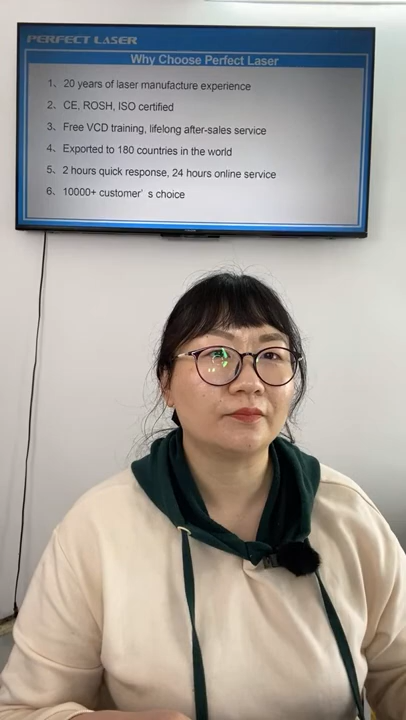 PERFECT LASER
Why Choose Perfect Laser
1、20 years of laser manufacture experience
2、CE, ROSH, ISO certified
3、Free VCD training, lifelong after-sales service
4、Exported to 180 countries in the world
5、2 hours quick response, 24 hours online service
6、10000+ customer’s choice